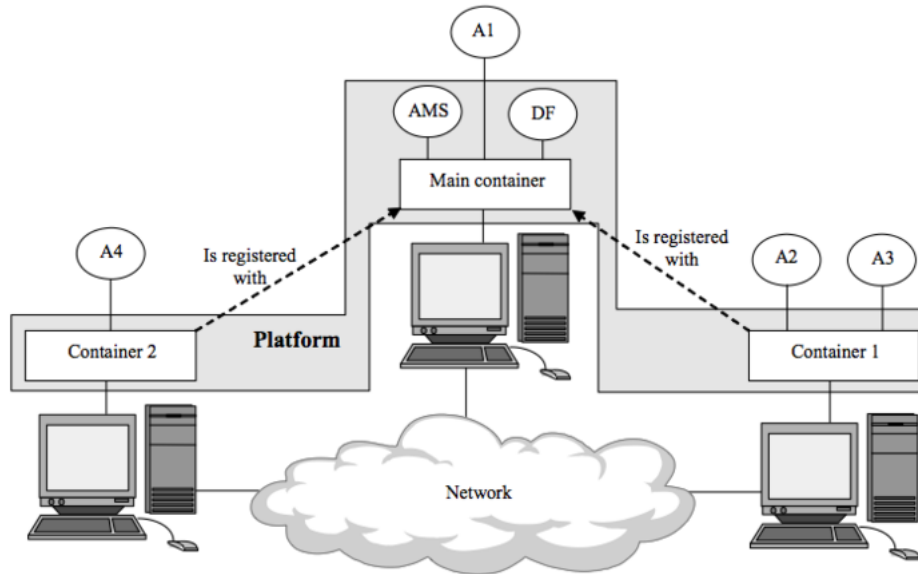 A1
AMS
DF
Main container
A4
Is registered
with
Is registered
with
A2
A3
Container 2
Platform
Container 1
Network